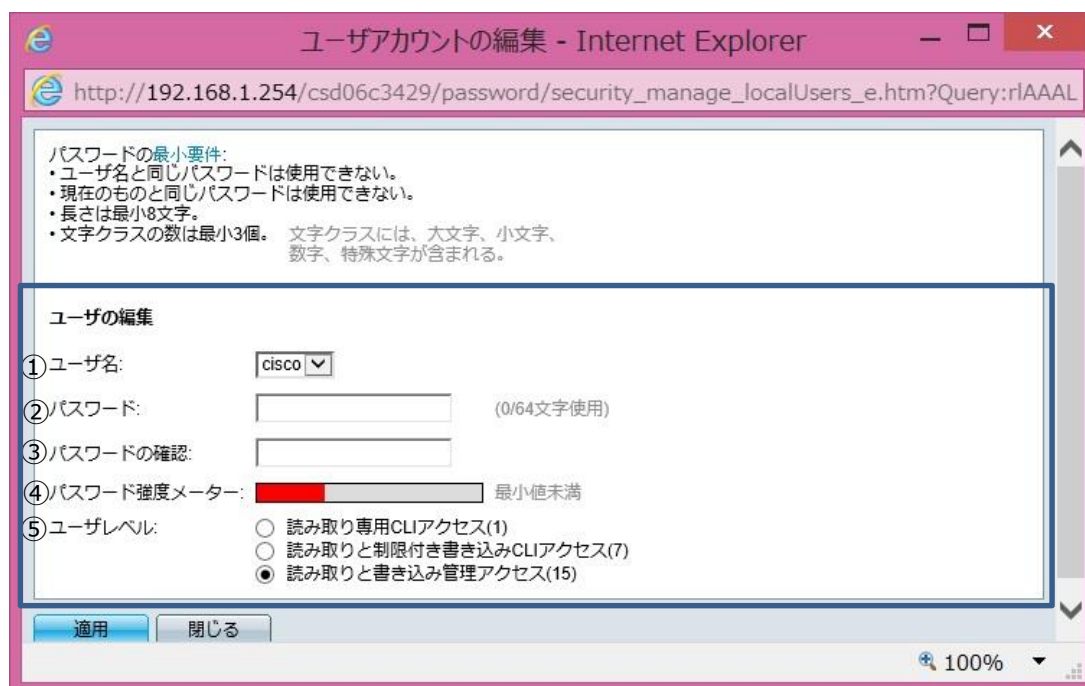 ユーザアカウントの編集 - Internet Explorer
http://192.168.1.254/csd06c3429/password/security_manage_localUsers_e.htm?Query:rlAAAL
パスワードの最小要件:
・ユーザ名と同じパスワードは使用できない。
・現在のものと同じパスワードは使用できない。
・長さは最小8文字。
・文字クラスの数は最小3個。 文字クラスには、大文字、小文字、
数字、特殊文字が含まれる。
ユーザの編集
①ユーザ名: cisco
②パスワード: (0/64文字使用)
③パスワードの確認:
④パスワード強度メーター: 最小値未満
⑤ユーザレベル: 読み取り専用CLIアクセス(1)
読み取りと制限付き書き込みCLIアクセス(7)
読み取りと書き込み管理アクセス(15)
適用 閉じる
100%